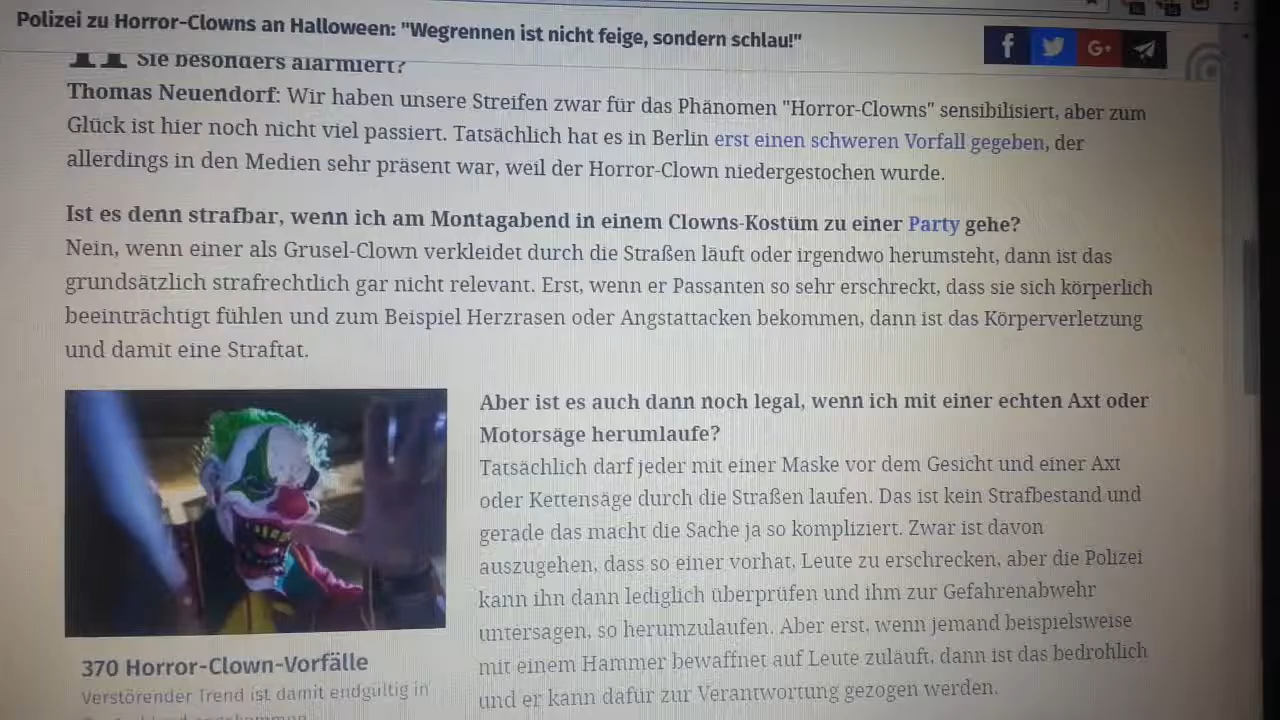 Polizei zu Horror-Clowns an Halloween: "Wegrennen ist nicht feige, sondern schlau!"
f G+
Sie besonders alarmiert?
Thomas Neuendorf: Wir haben unsere Streifen zwar für das Phänomen "Horror-Clowns" sensibilisiert, aber zum
Glück ist hier noch nicht viel passiert. Tatsächlich hat es in Berlin erst einen schweren Vorfall gegeben, der
allerdings in den Medien sehr präsent war, weil der Horror-Clown niedergestochen wurde.
Ist es denn strafbar, wenn ich am Montagabend in einem Clowns-Kostüm zu einer Party gehe?
Nein, wenn einer als Grusel-Clown verkleidet durch die Straßen läuft oder irgendwo herumsteht, dann ist das
grundsätzlich strafrechtlich gar nicht relevant. Erst, wenn er Passanten so sehr erschreckt, dass sie sich körperlich
beeinträchtigt fühlen und zum Beispiel Herzrasen oder Angstattacken bekommen, dann ist das Körperverletzung
und damit eine Straftat.
Aber ist es auch dann noch legal, wenn ich mit einer echten Axt oder
Motorsäge herumlaufe?
Tatsächlich darf jeder mit einer Maske vor dem Gesicht und einer Axt
oder Kettensäge durch die Straßen laufen. Das ist kein Strafbestand und
gerade das macht die Sache ja so kompliziert. Zwar ist davon
auszugehen, dass so einer vorhat, Leute zu erschrecken, aber die Polizei
kann ihn dann lediglich überprüfen und ihm zur Gefahrenabwehr
untersagen, so herumzulaufen. Aber erst, wenn jemand beispielsweise
mit einem Hammer bewaffnet auf Leute zuläuft, dann ist das bedrohlich
und er kann dafür zur Verantwortung gezogen werden.
370 Horror-Clown-Vorfälle
Verstörender Trend ist damit endgültig in